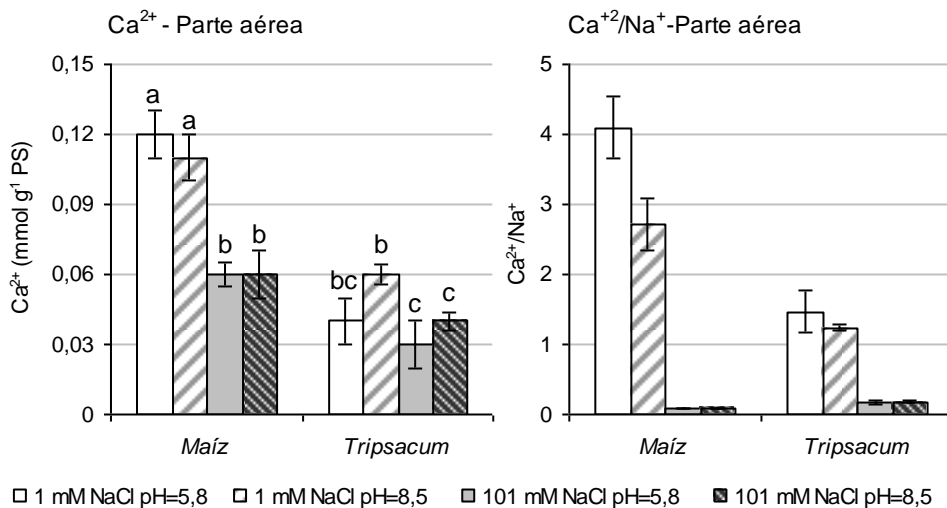 Ca²⁺ - Parte aérea
Ca⁺²/Na⁺-Parte aérea
Ca²⁺ (mmol g⁻¹ PS)
0,15
0,12
0,09
0,06
0,03
0
a
a
b
b
bc
b
c
c
Maíz
Tripsacum
Ca²⁺/Na⁺
5
4
3
2
1
0
Maíz
Tripsacum
1 mM NaCl pH=5,8 1 mM NaCl pH=8,5 101 mM NaCl pH=5,8 101 mM NaCl pH=8,5